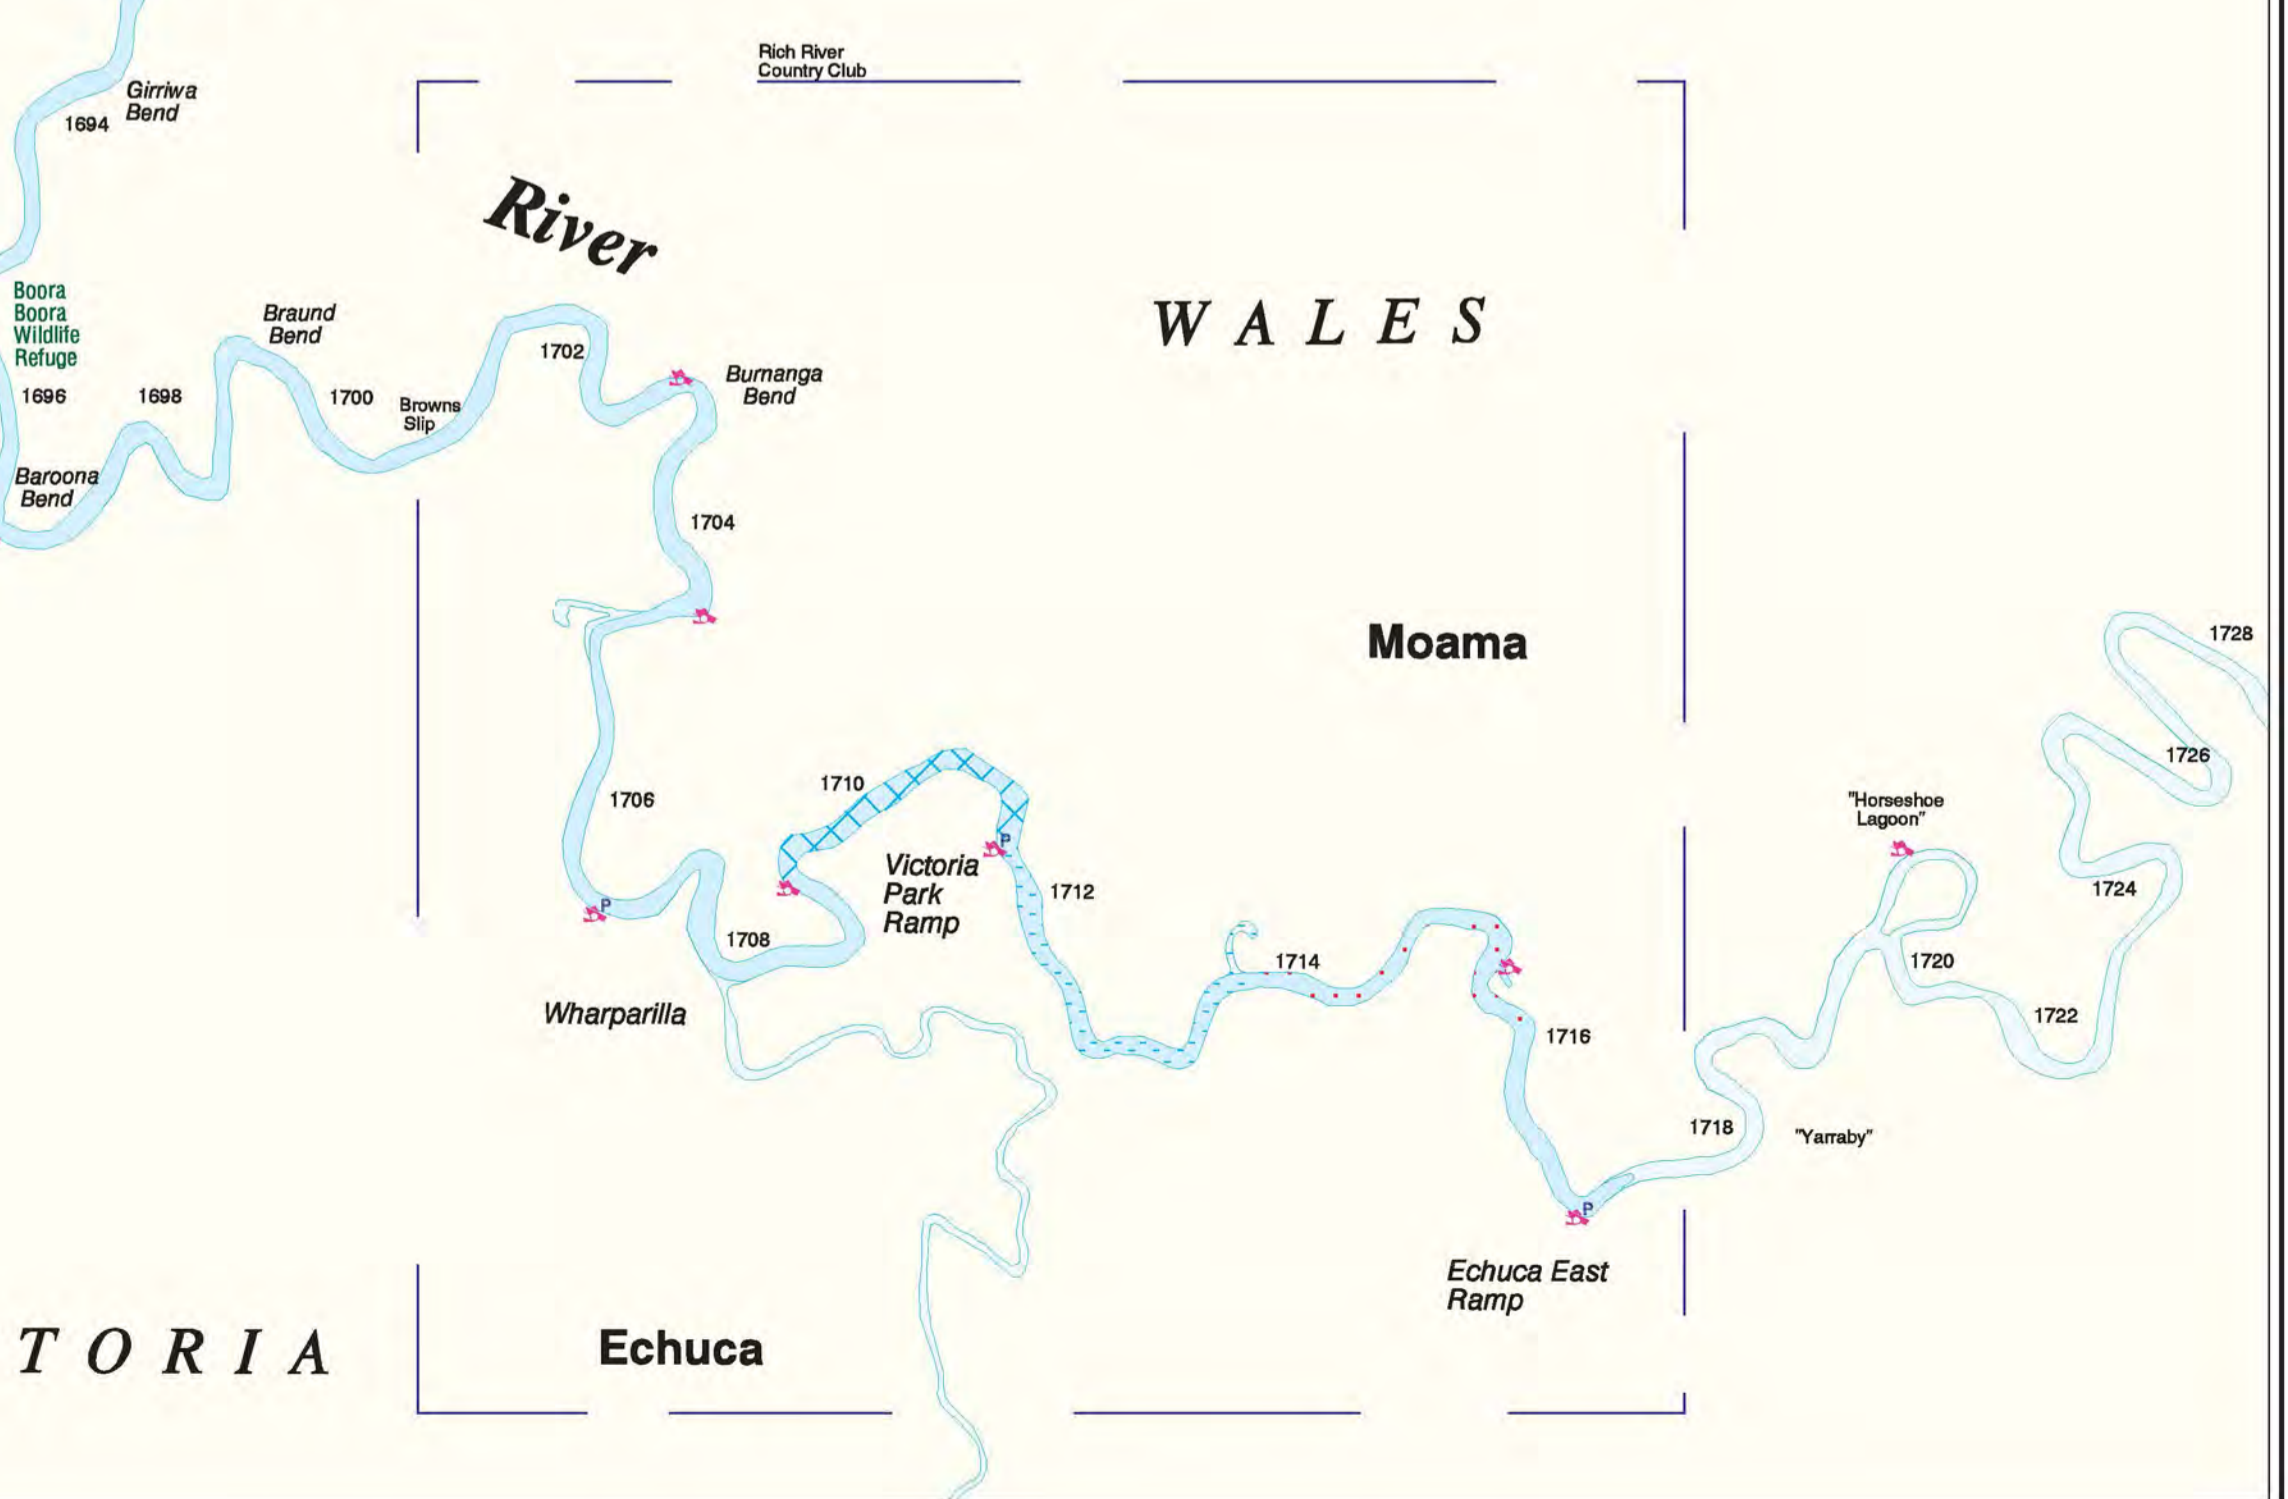 Rich River
Country Club
Girriwa
Bend
1694
River
Boora
Boora
Wildlife
Refuge
Braund
Bend
WALES
1702
Burnanga
Bend
1696
1698
1700
Browns
Slip
Baroona
Bend
1704
Moama
1728
1726
1710
1706
"Horseshoe
Lagoon"
P
Victoria
Park
Ramp
1712
1724
P
1708
1714
1720
Wharparilla
1716
1722
1718
"Yarraby"
P
Echuca East
Ramp
TORIA
Echuca